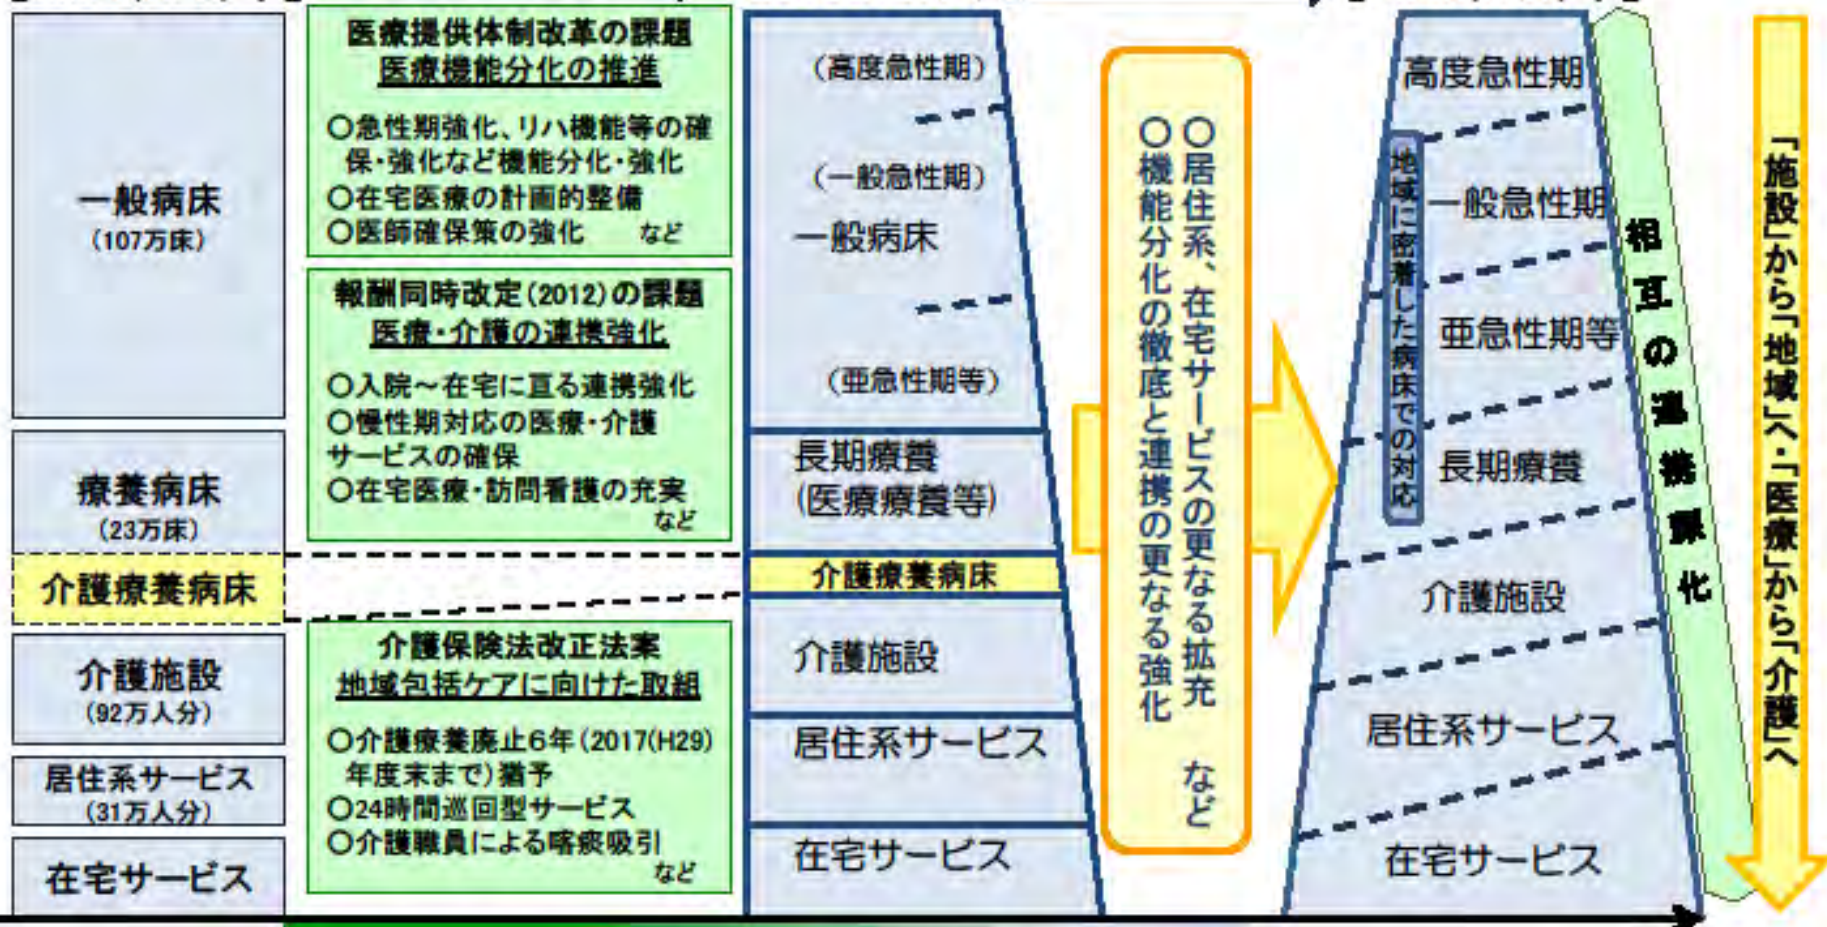 一般病床
(107万床)
療養病床
(23万床)
介護療養病床
介護施設
(92万人分)
居住系サービス
(31万人分)
在宅サービス
医療提供体制改革の課題
医療機能分化の推進
○急性期強化、リハ機能等の確
保・強化など機能分化・強化
○在宅医療の計画的整備
○医師確保策の強化 など
報酬同時改定(2012)の課題
医療・介護の連携強化
○入院～在宅に亘る連携強化
○慢性期対応の医療・介護
サービスの確保
○在宅医療・訪問看護の充実
など
介護保険法改正法案
地域包括ケアに向けた取組
○介護療養廃止6年(2017(H29)
年度末まで)猶予
○24時間巡回型サービス
○介護職員による喀痰吸引
など
(高度急性期)
(一般急性期)
一般病床
(亜急性期等)
長期療養
(医療療養等)
介護療養病床
介護施設
居住系サービス
在宅サービス
○居住系、在宅サービスの更なる拡充 など
○機能分化の徹底と連携の更なる強化
高度急性期
一般急性期
亜急性期等
長期療養
介護施設
居住系サービス
在宅サービス
地域に密着した病床での対応
相互の連携深化
「施設」から「地域」へ・「医療」から「介護」へ